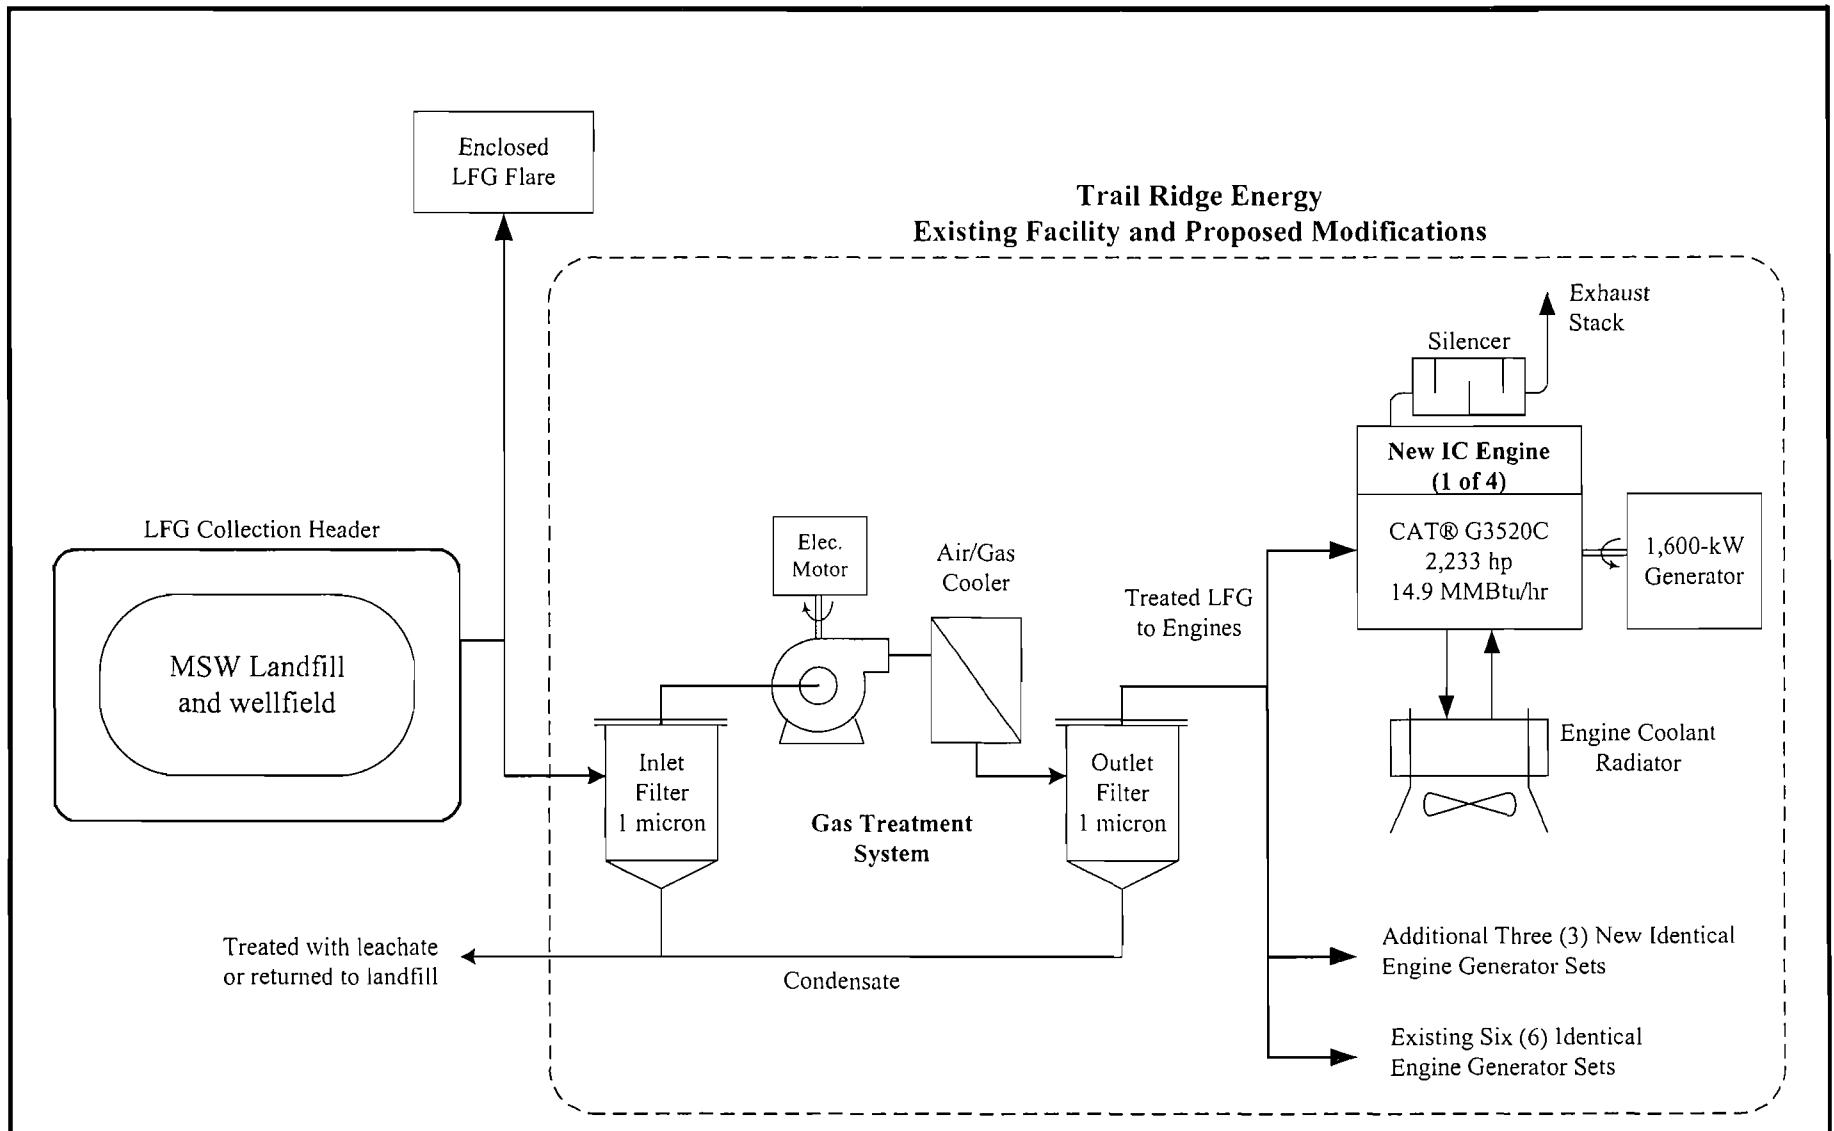 Enclosed
LFG Flare
Trail Ridge Energy
Existing Facility and Proposed Modifications
Exhaust
Stack
Silencer
New IC Engine
(1 of 4)
CAT® G3520C
2,233 hp
14.9 MMBtu/hr
1,600-kW
Generator
LFG Collection Header
MSW Landfill
and wellfield
Elec.
Motor
Air/Gas
Cooler
Treated LFG
to Engines
Inlet
Filter
1 micron
Gas Treatment
System
Outlet
Filter
1 micron
Engine Coolant
Radiator
Treated with leachate
or returned to landfill
Condensate
Additional Three (3) New Identical
Engine Generator Sets
Existing Six (6) Identical
Engine Generator Sets